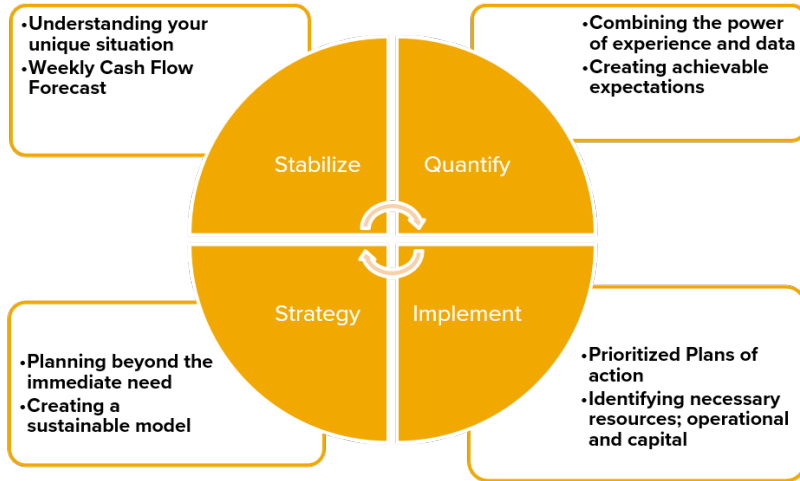 •Understanding your
unique situation
•Weekly Cash Flow
Forecast
•Combining the power
of experience and data
•Creating achievable
expectations
Stabilize
Quantify
Strategy
Implement
•Planning beyond the
immediate need
•Creating a
sustainable model
•Prioritized Plans of
action
•Identifying necessary
resources; operational
and capital